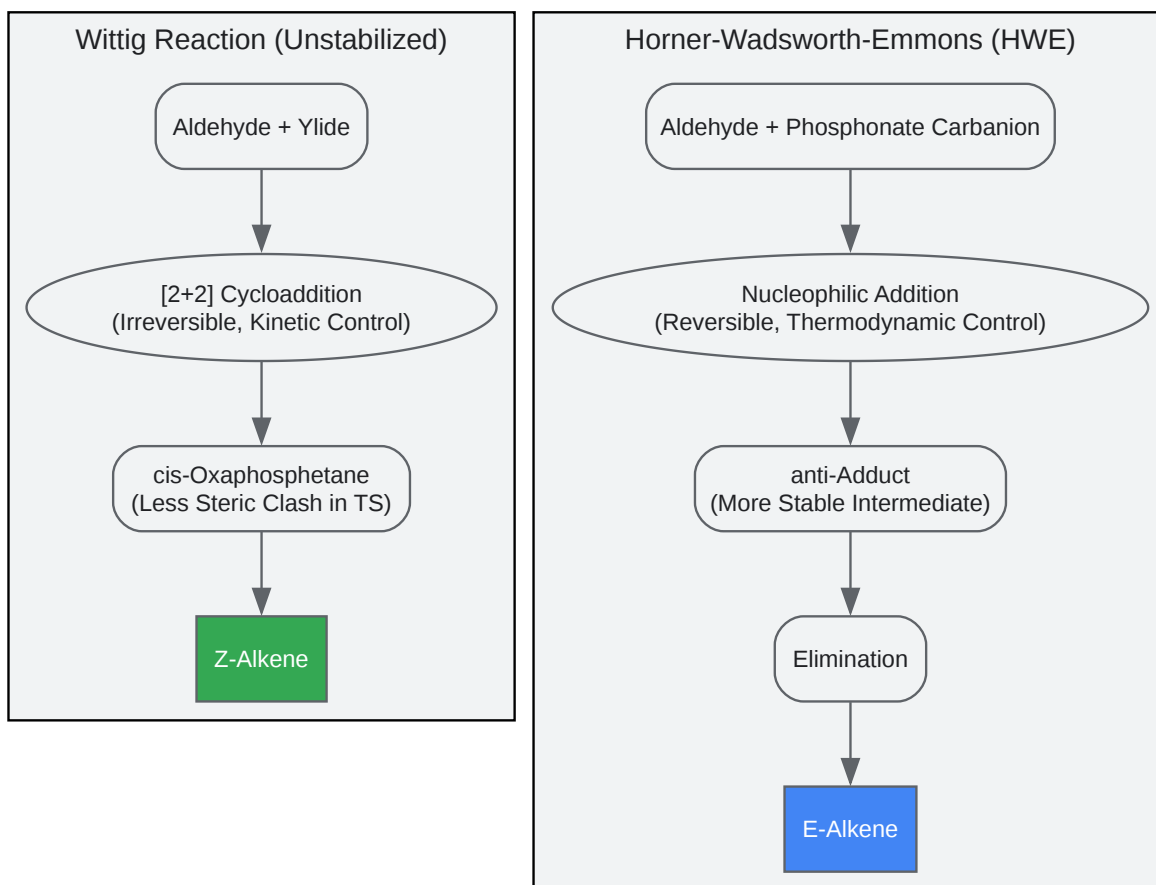 Wittig Reaction (Unstabilized)
Aldehyde + Ylide
[2+2] Cycloaddition
(Irreversible, Kinetic Control)
cis-Oxaphosphetane
(Less Steric Clash in TS)
Z-Alkene
Horner-Wadsworth-Emmons (HWE)
Aldehyde + Phosphonate Carbanion
Nucleophilic Addition
(Reversible, Thermodynamic Control)
anti-Adduct
(More Stable Intermediate)
Elimination
E-Alkene